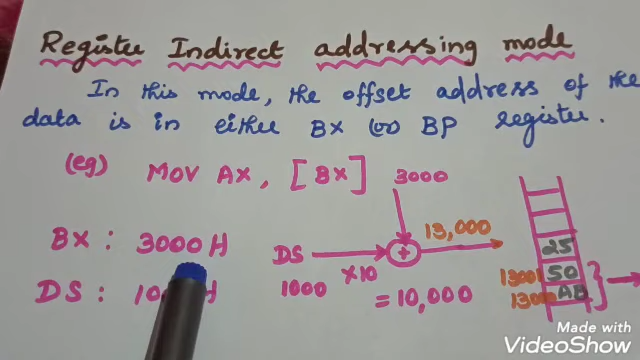 Register Indirect addressing mode
In this mode, the offset address of the
data is in either BX (or) BP register.
(eg) MOV AX, [BX]
3000
BX : 3000 H
DS
×10
+
13,000
1000
= 10,000
DS : 10 H
25
13001 50
13000 AB
Made with
VideoShow